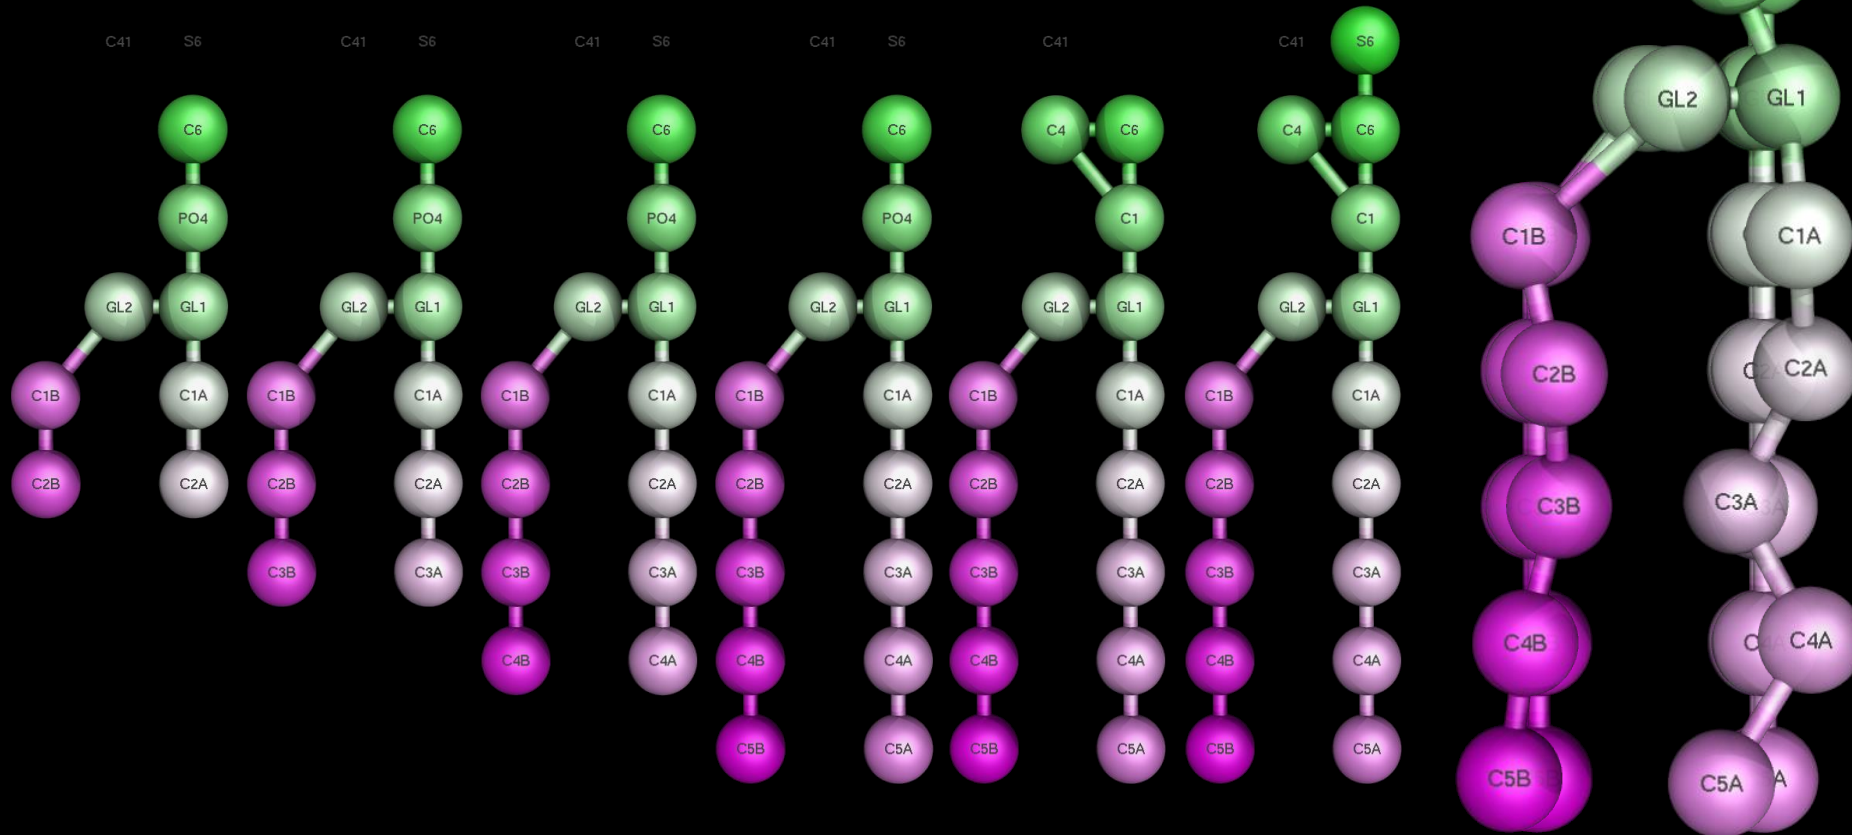 C41 S6 C41 S6 C41 S6 C41 S6 C41 C41 S6
C6 C6 C6 C6 C4 C6 C4 C6
PO4 PO4 PO4 PO4 C1 C1
GL2 GL1 GL2 GL1 GL2 GL1 GL2 GL1 GL2 GL1 GL2 GL1
C1B C1A C1B C1A C1B C1A C1B C1A C1B C1A C1B C1A
C2B C2A C2B C2A C2B C2A C2B C2A C2B C2A C2B C2A
C3B C3A C3B C3A C3B C3A C3B C3A C3B C3A
C4B C4A C4B C4A C4B C4A C4B C4A
C5B C5A C5B C5A C5B C5A
GL2 GL1
C1B C1A
C2B C2A
C3B C3A
C4B C4A
C5B C5A